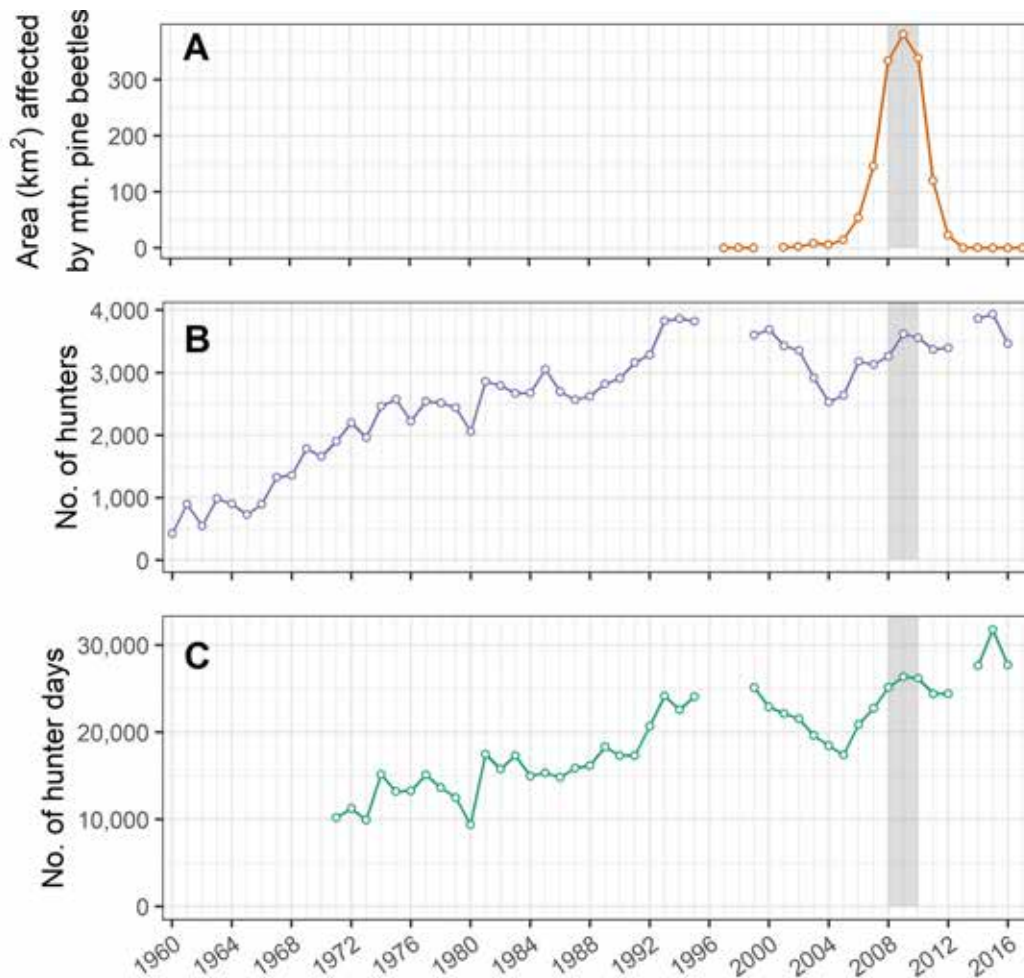 A
Area (km²) affected
by mtn. pine beetles
300
200
100
0
B
No. of hunters
4,000
3,000
2,000
1,000
0
C
No. of hunter days
30,000
20,000
10,000
0
1960 1964 1968 1972 1976 1980 1984 1988 1992 1996 2000 2004 2008 2012 2016